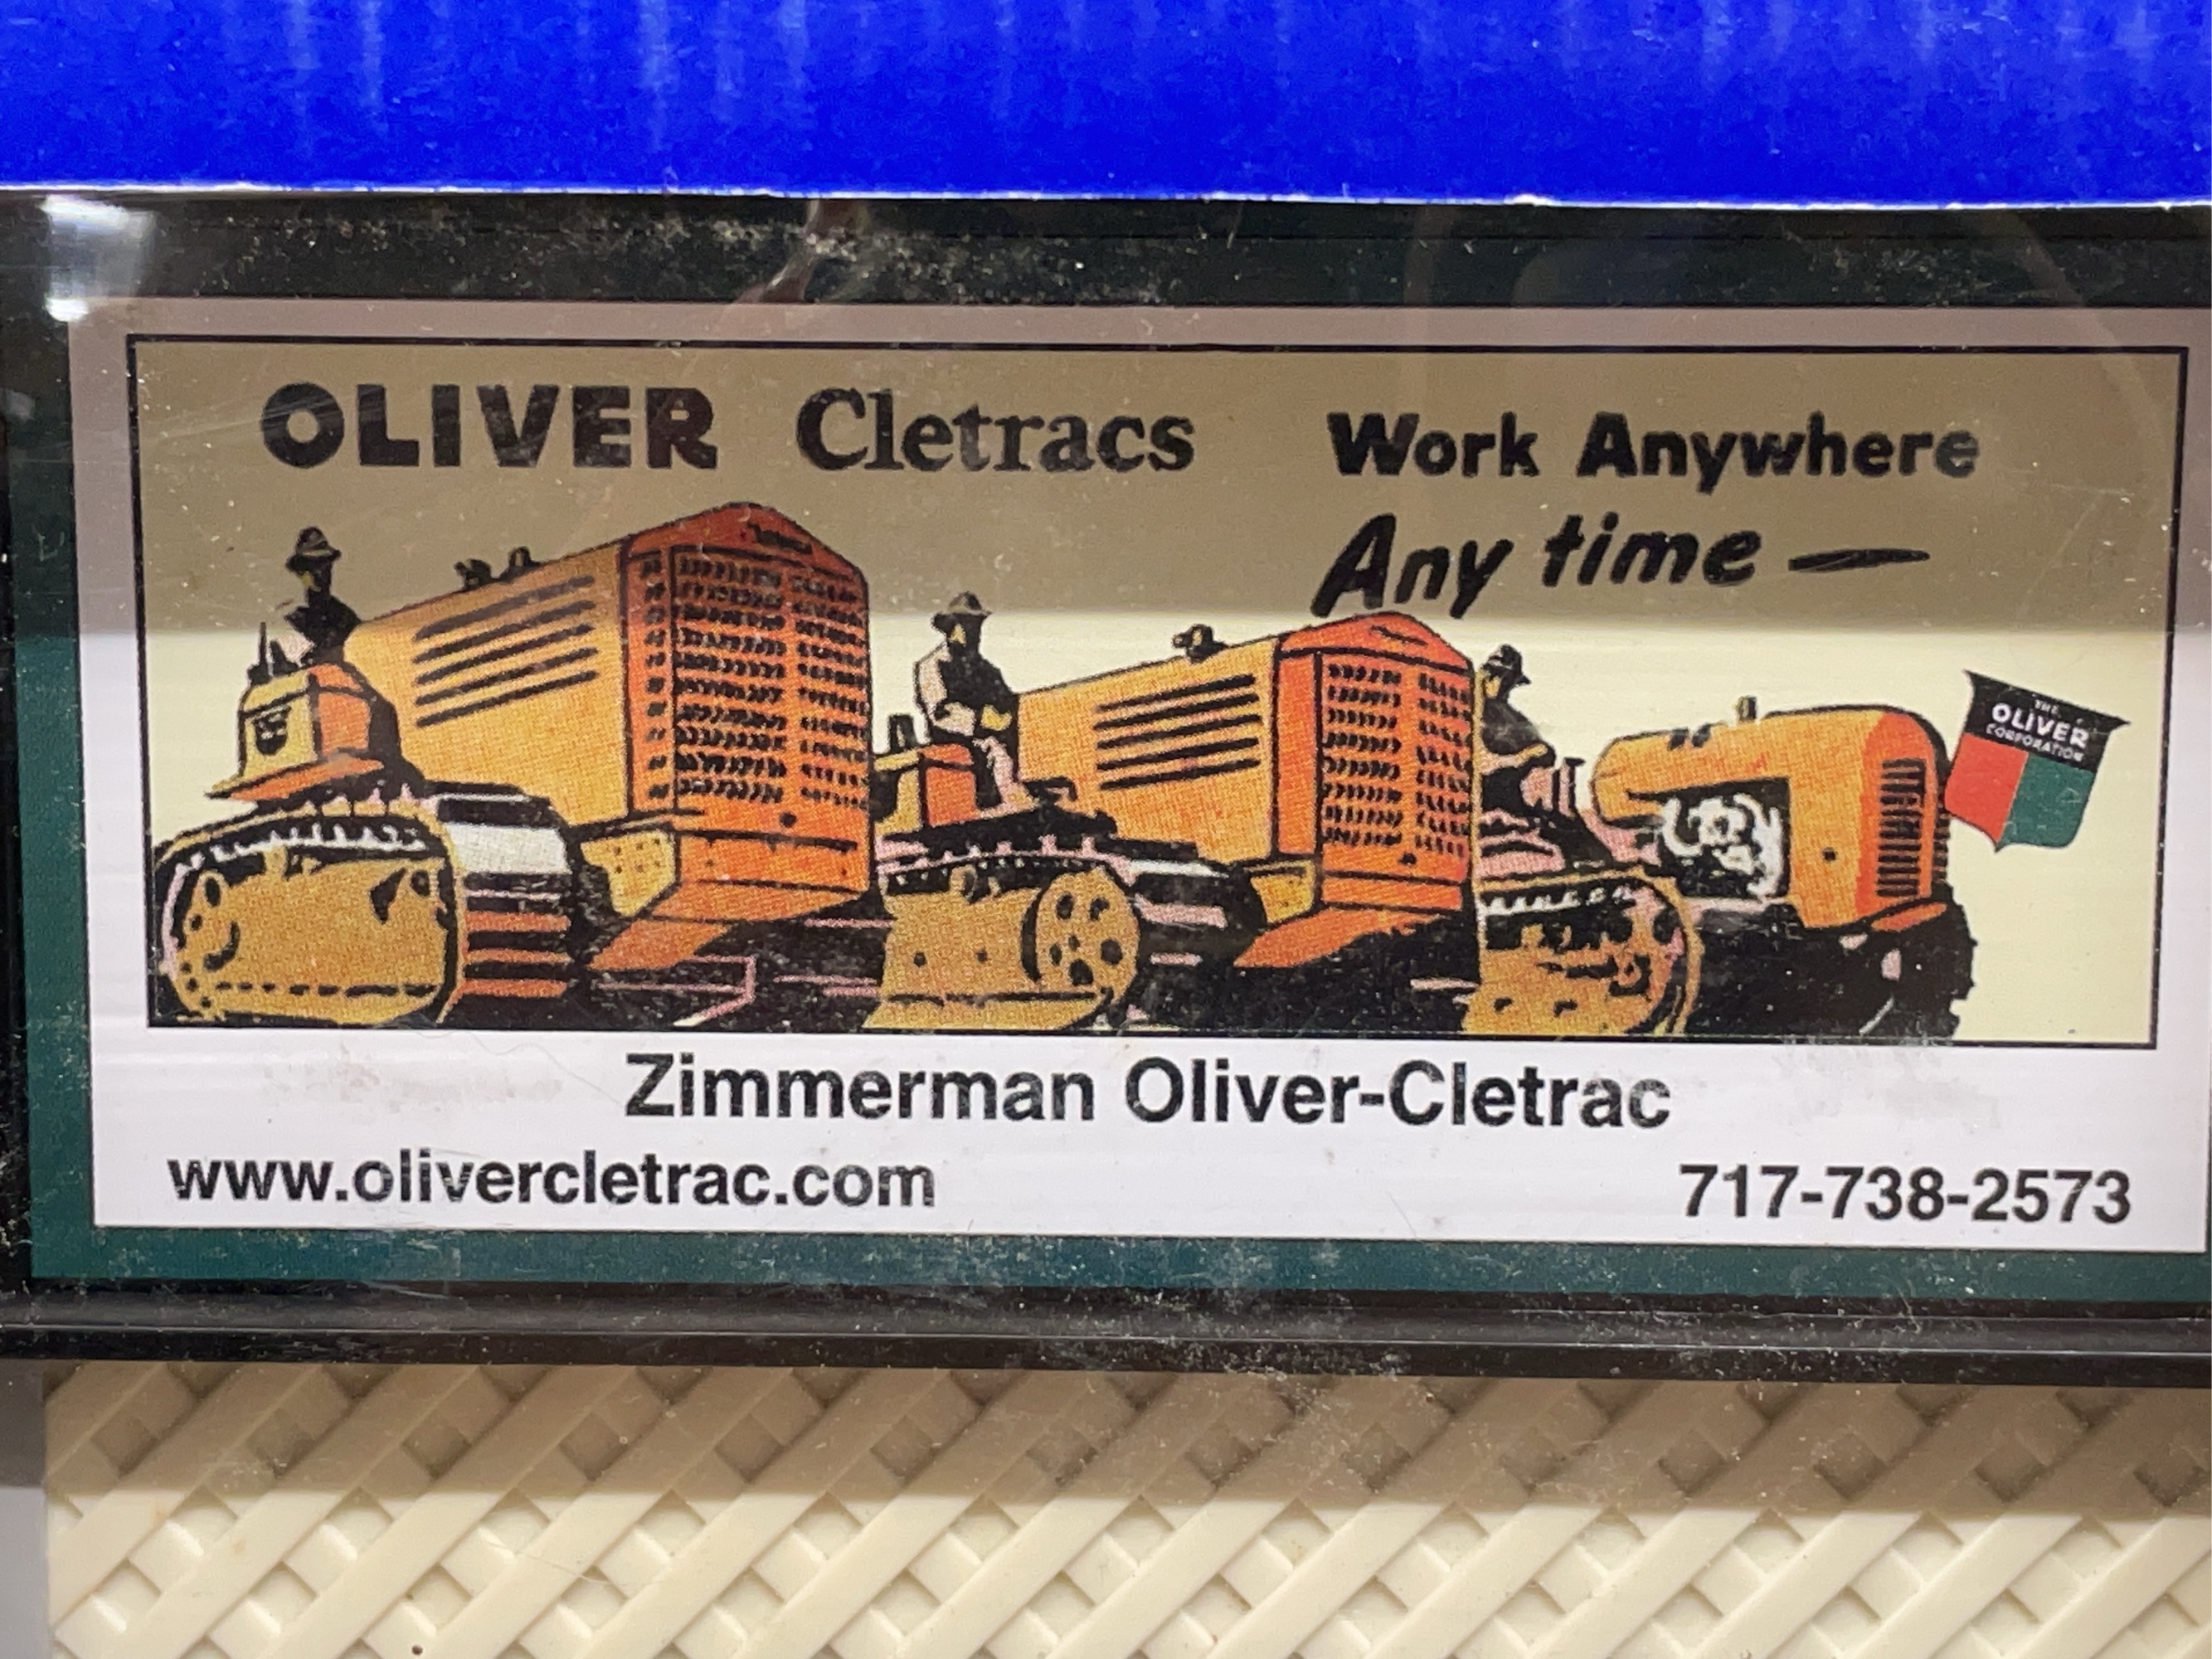 OLIVER Cletracs Work Anywhere
Any time —
THE
OLIVER
CORPORATION
Zimmerman Oliver-Cletrac
www.olivercletrac.com 717-738-2573